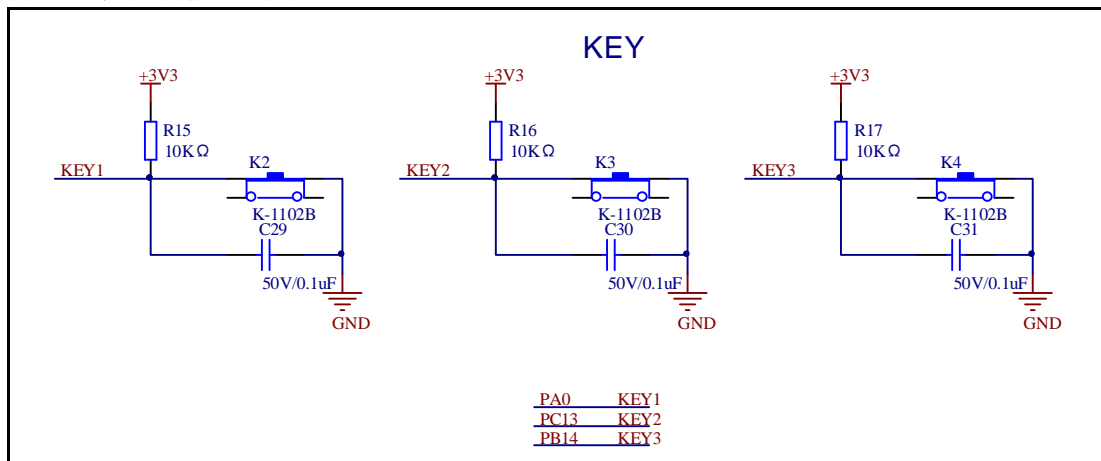 KEY
+3V3
R15
10KΩ
KEY1
K2
K-1102B
C29
50V/0.1uF
GND
+3V3
R16
10KΩ
KEY2
K3
K-1102B
C30
50V/0.1uF
GND
+3V3
R17
10KΩ
KEY3
K4
K-1102B
C31
50V/0.1uF
GND
PA0 KEY1
PC13 KEY2
PB14 KEY3